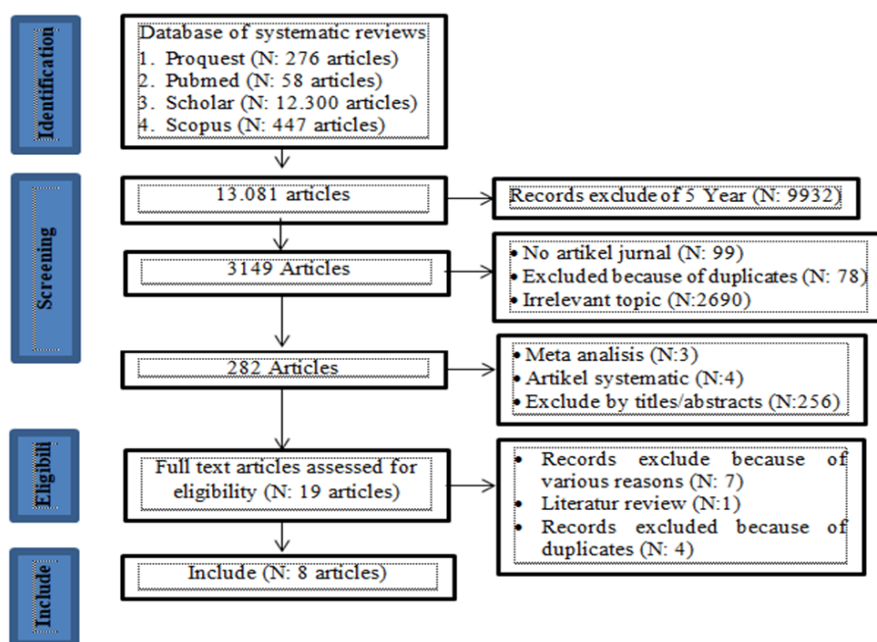 Identification
Database of systematic reviews
1. Proquest (N: 276 articles)
2. Pubmed (N: 58 articles)
3. Scholar (N: 12.300 articles)
4. Scopus (N: 447 articles)
Screening
13.081 articles
Records exclude of 5 Year (N: 9932)
3149 Articles
• No artikel jurnal (N: 99)
• Excluded because of duplicates (N: 78)
• Irrelevant topic (N:2690)
282 Articles
• Meta analisis (N:3)
• Artikel systematic (N:4)
• Exclude by titles/abstracts (N:256)
Eligibili
Full text articles assessed for
eligibility (N: 19 articles)
• Records exclude because of
various reasons (N: 7)
• Literatur review (N:1)
• Records excluded because of
duplicates (N: 4)
Include
Include (N: 8 articles)